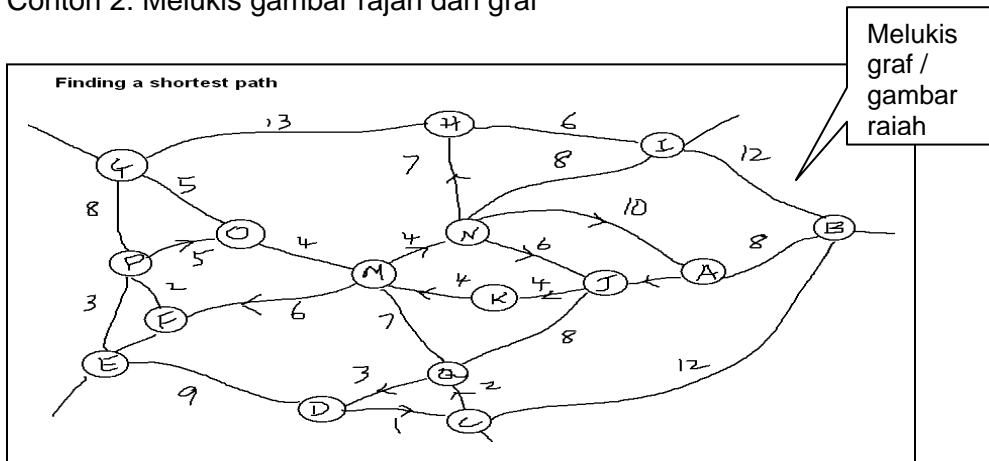 Contoh 2: Melukis gambar rajah dan graf
Melukis
graf /
gambar
raiah
Finding a shortest path
13
H
6
I
12
G
5
8
7
8
10
B
O
4
4
N
6
8
P
5
M
4
K
4
J
A
3
2
F
6
7
8
E
9
3
Q
2
12
D
1
C